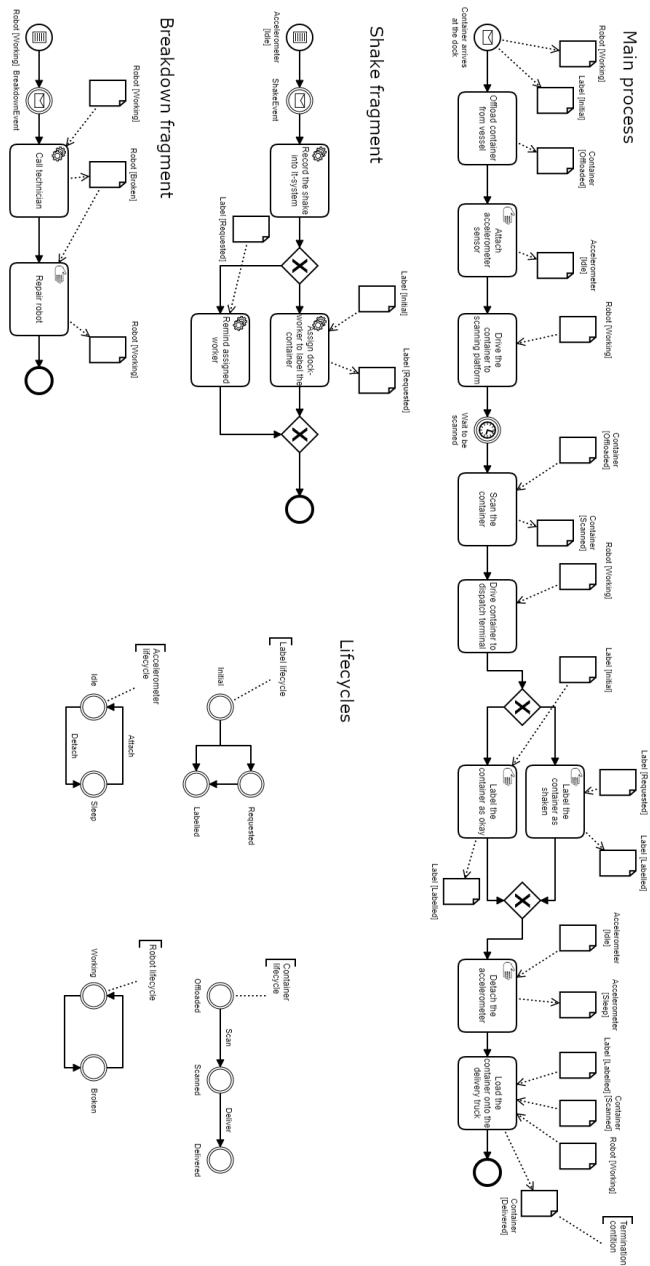 Main process
Container arrives
at the dock
Robot [Working]
Label [Initial]
Offload container
from vessel
Container
[Offloaded]
Attach
accelerometer
sensor
Accelerometer
[Idle]
Robot [Working]
Drive the
container to
scanning platform
Wait to be
scanned
Container
[Offloaded]
Scan the
container
Container
[Scanned]
Robot [Working]
Drive container to
dispatch terminal
Label [Initial]
X
Label [Requested]
Label the
container as
shaken
Label [Labelled]
Label the
container as okay
Label [Labelled]
Accelerometer
[Idle]
Detach the
accelerometer
Accelerometer
[Sleep]
Label [Labelled]
Container
[Scanned]
Robot [Working]
Load the
container onto the
delivery truck
Container
[Delivered]
Termination
contition
Shake fragment
Accelerometer
[Idle]
ShakeEvent
Record the shake
into it-system
X
Label [Requested]
Label [Initial]
Assign dock-
worker to label the
container
Label [Requested]
Remind assigned
worker
X
Breakdown fragment
Robot [Working]
BreakdownEvent
Robot [Working]
Call technician
Robot [Broken]
Repair robot
Robot [Working]
Lifecycles
Label lifecycle
Initial
Requested
Labelled
Accelerometer
lifecycle
Idle
Attach
Detach
Sleep
Container
lifecycle
Offloaded
Scan
Scanned
Deliver
Delivered
Robot lifecycle
Working
Broken